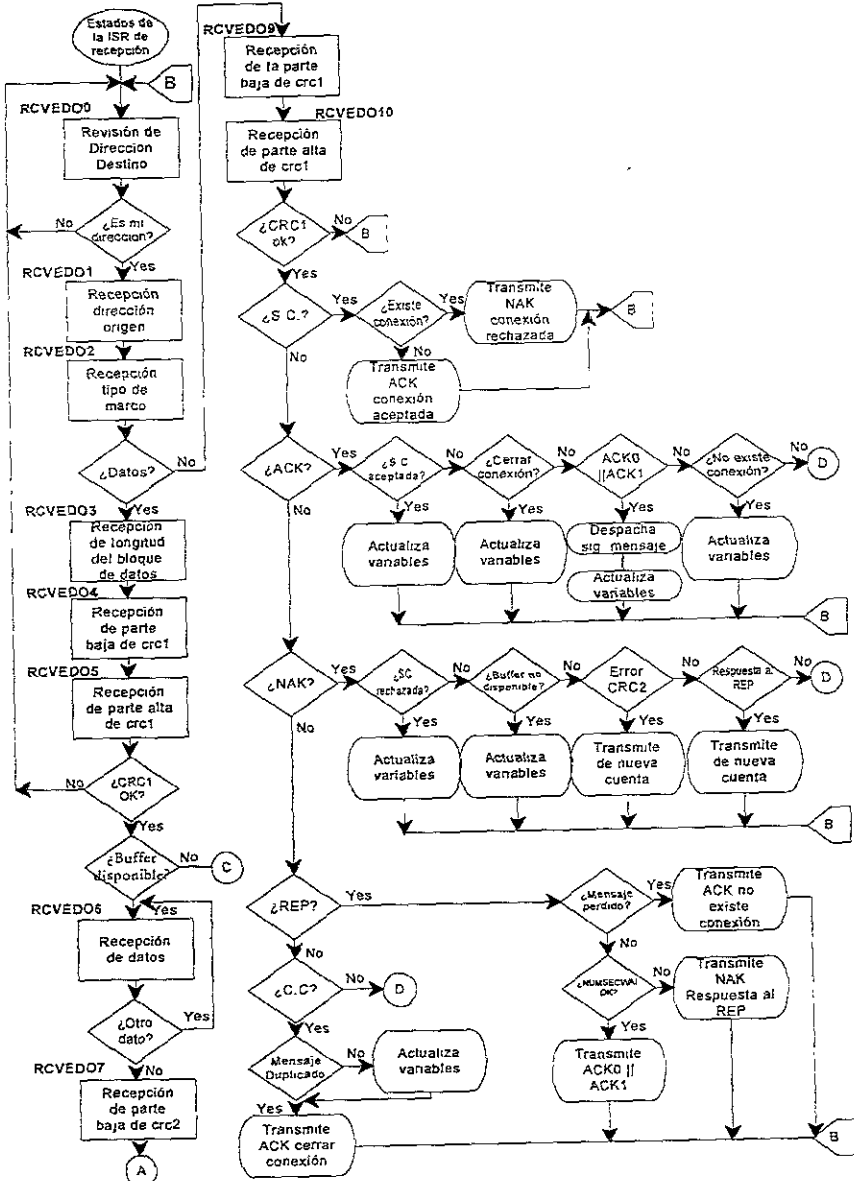 Estados de
la ISR de
recepción
B
RCVEDO0
Revisión de
Direccion
Destino
¿Es mi
direccion?
No
Yes
RCVEDO1
Recepción
dirección
origen
RCVEDO2
Recepción
tipo de
marco
¿Datos?
No
Yes
RCVEDO3
Recepción
de longitud
del bloque
de datos
RCVEDO4
Recepción
de parte
baja de crc1
RCVEDO5
Recepción
de parte alta
de crc1
¿CRC1
OK?
No
Yes
¿Buffer
disponible?
No
C
Yes
RCVEDO6
Recepción
de datos
¿Otro
dato?
Yes
No
RCVEDO7
Recepción
de parte
baja de crc2
A
RCVEDO9
Recepción
de la parte
baja de crc1
RCVEDO10
Recepción
de parte alta
de crc1
¿CRC1
ok?
No
B
Yes
¿S C.?
Yes
¿Existe
conexión?
Yes
Transmite
NAK
conexión
rechazada
B
No
No
Transmite
ACK
conexión
aceptada
¿ACK?
Yes
¿S C
aceptada?
No
¿Cerrar
conexión?
No
ACK0
||ACK1
No
¿No existe
conexión?
No
D
No
Yes
Yes
Yes
Yes
Actualiza
variables
Actualiza
variables
Despacha
sig mensaje
Actualiza
variables
Actualiza
variables
B
¿NAK?
Yes
¿SC
rechazada?
No
¿Buffer no
disponible?
No
Error
CRC2
No
Respuesta al
REP
No
D
No
Yes
Yes
Yes
Yes
Actualiza
variables
Actualiza
variables
Transmite
de nueva
cuenta
Transmite
de nueva
cuenta
B
¿REP?
Yes
¿Mensaje
perdido?
Yes
Transmite
ACK no
existe
conexión
No
No
¿C.C?
No
D
¿NUMSECWAI
OK?
No
Transmite
NAK
Respuesta al
REP
Yes
Yes
Mensaje
Duplicado
No
Actualiza
variables
Transmite
ACK0 ||
ACK1
Yes
Transmite
ACK cerrar
conexión
B